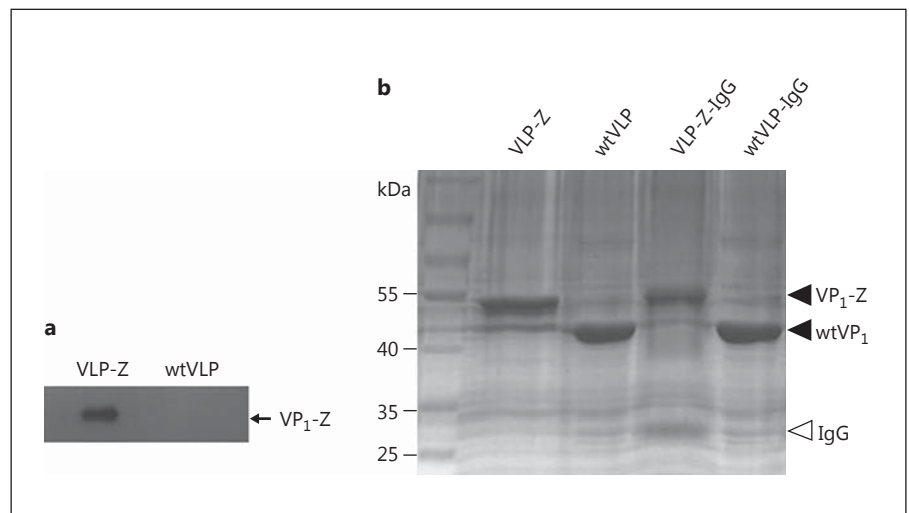 a
VLP-Z wtVLP
VP₁-Z
b
VLP-Z
wtVLP
VLP-Z-IgG
wtVLP-IgG
kDa
55
40
35
25
VP₁-Z
wtVP₁
IgG